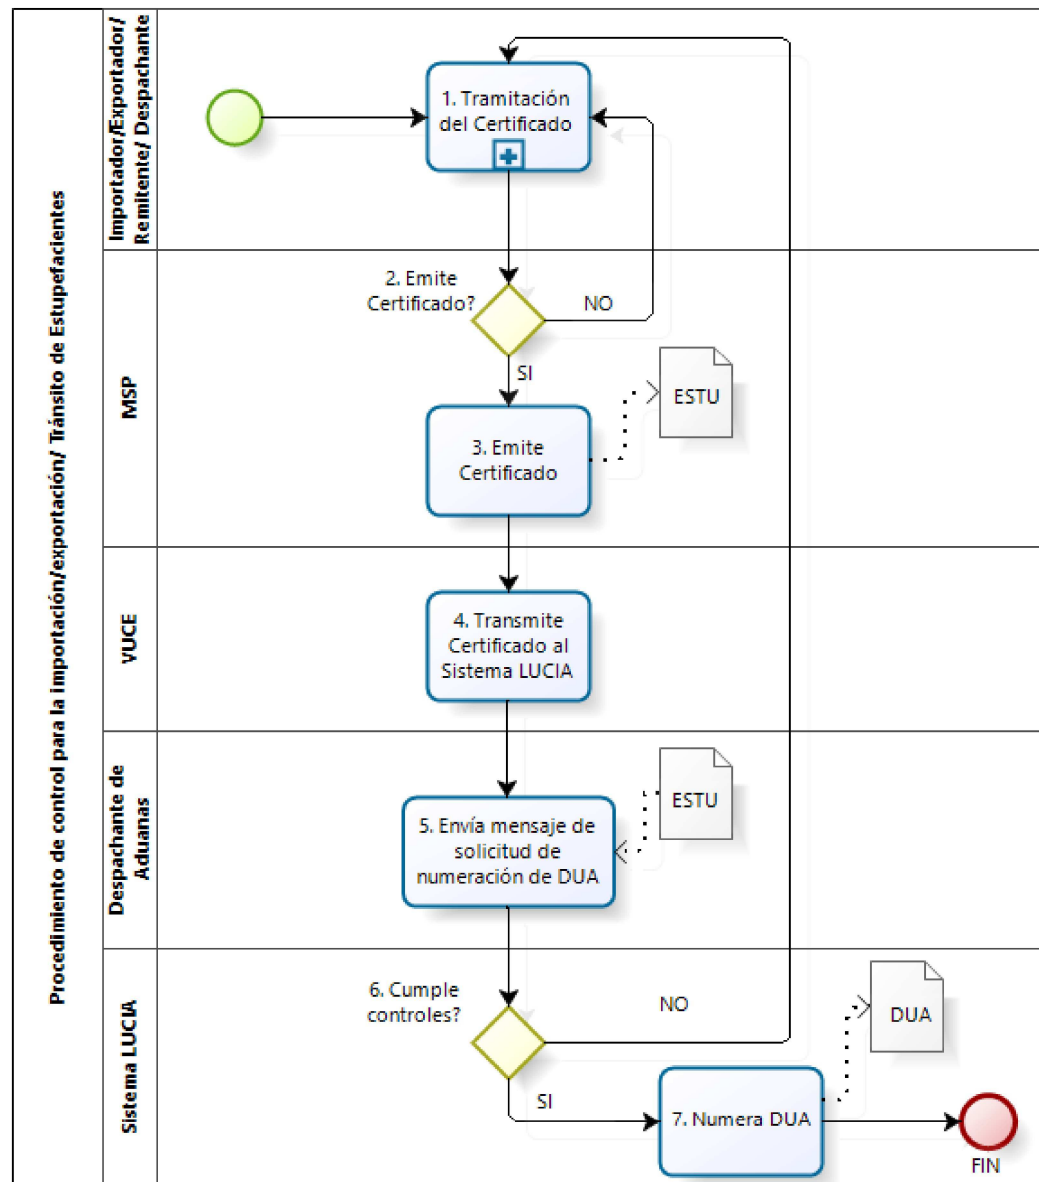 Procedimiento de control para la importación/exportación/ Tránsito de Estupefacientes
Importador/Exportador/
Remitente/ Despachante
1. Tramitación
del Certificado
MSP
2. Emite
Certificado?
NO
SI
ESTU
3. Emite
Certificado
VUCE
4. Transmite
Certificado al
Sistema LUCIA
Despachante de
Aduanas
ESTU
5. Envía mensaje de
solicitud de
numeración de DUA
Sistema LUCIA
6. Cumple
controles?
NO
DUA
SI
7. Numera DUA
FIN